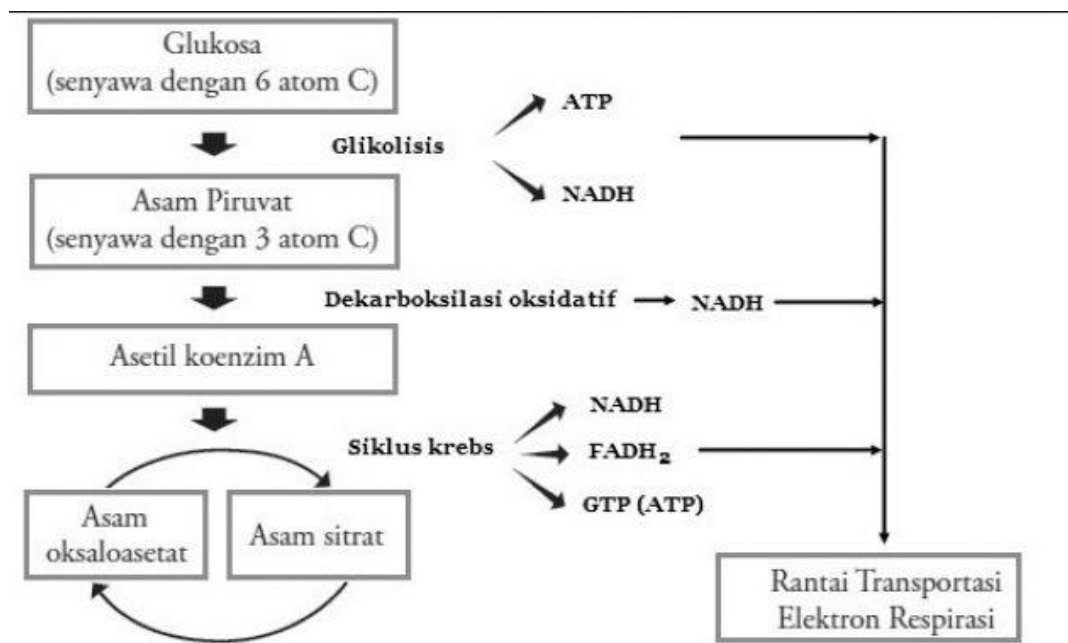 Glukosa
(senyawa dengan 6 atom C)
ATP
Glikolisis
NADH
Asam Piruvat
(senyawa dengan 3 atom C)
Dekarboksilasi oksidatif
NADH
Asetil koenzim A
NADH
Siklus krebs
FADH₂
GTP (ATP)
Asam
oksaloasetat
Asam sitrat
Rantai Transportasi
Elektron Respirasi